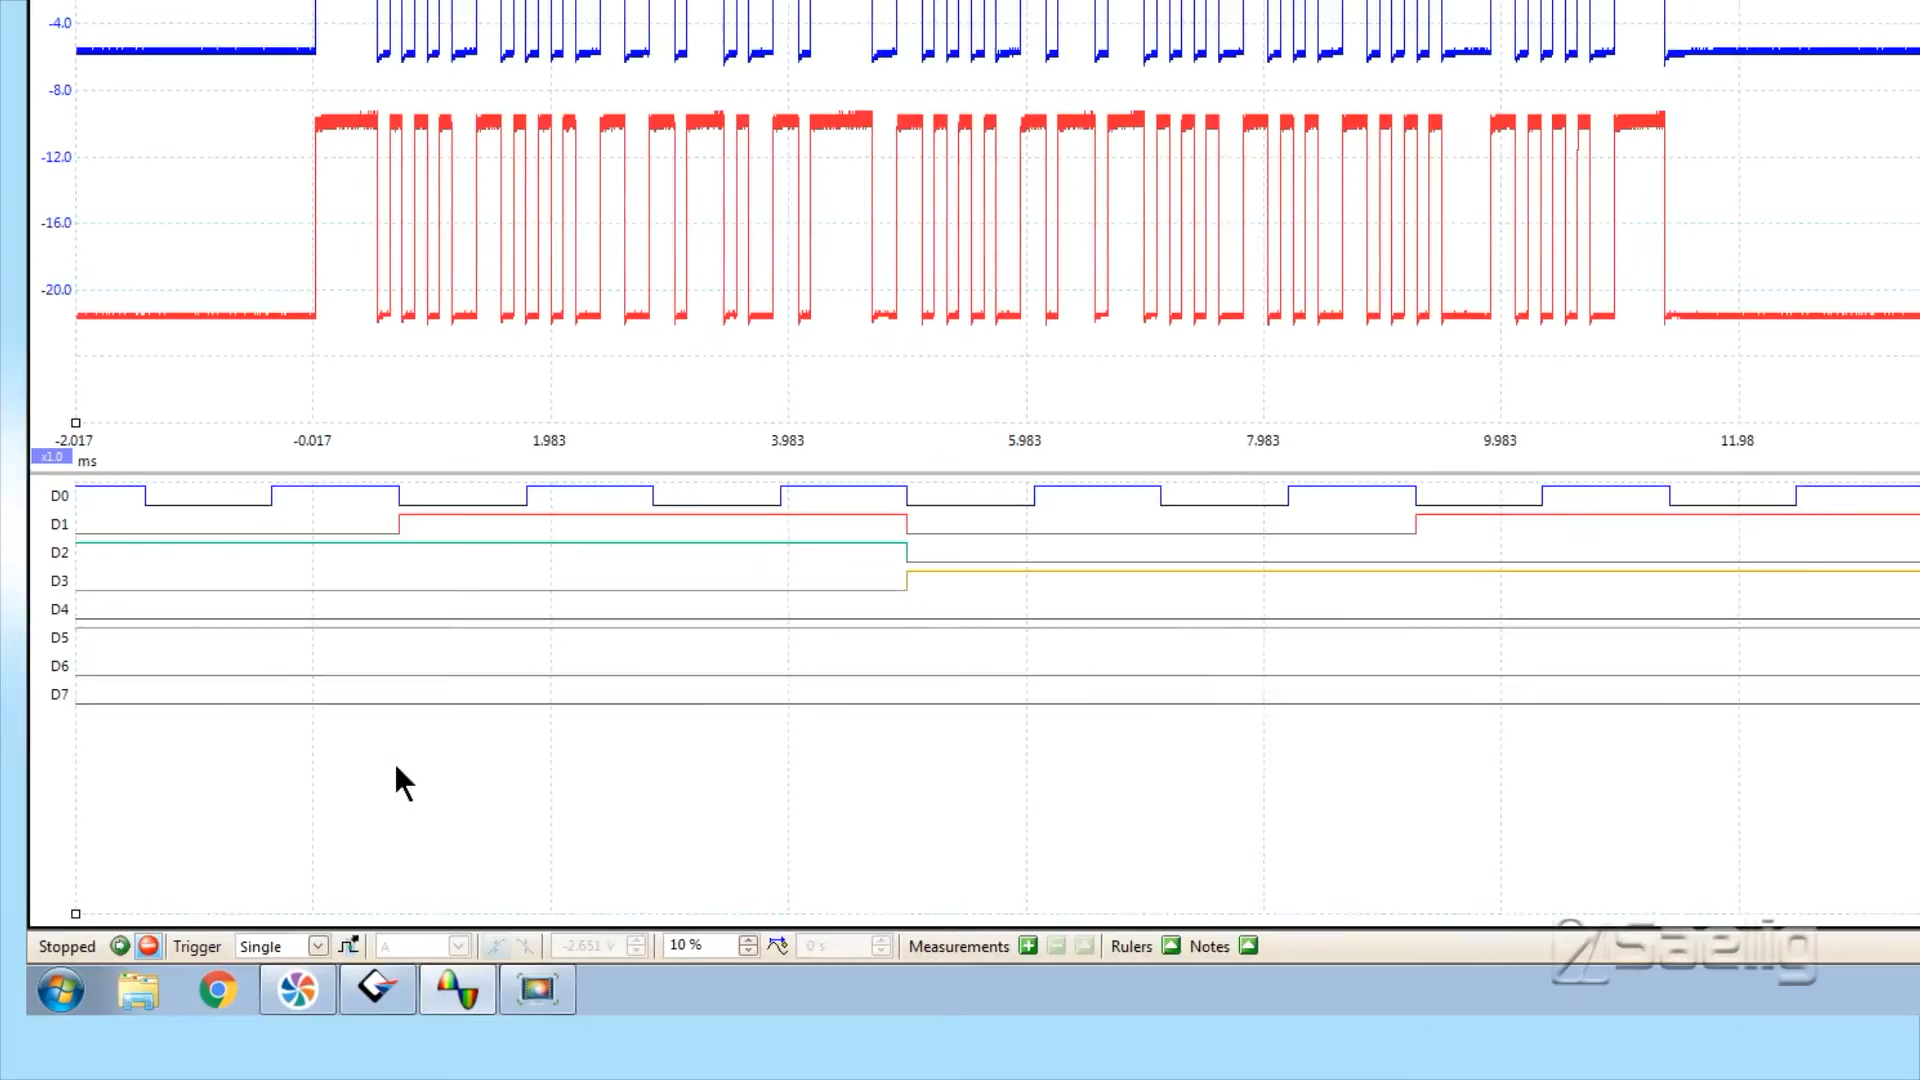 -4.0
-8.0
-12.0
-16.0
-20.0
-2.017 -0.017 1.983 3.983 5.983 7.983 9.983 11.98
x1.0 ms
D0
D1
D2
D3
D4
D5
D6
D7
Stopped Trigger Single A -2.651 V 10 % 0 s Measurements Rulers Notes
Saelig